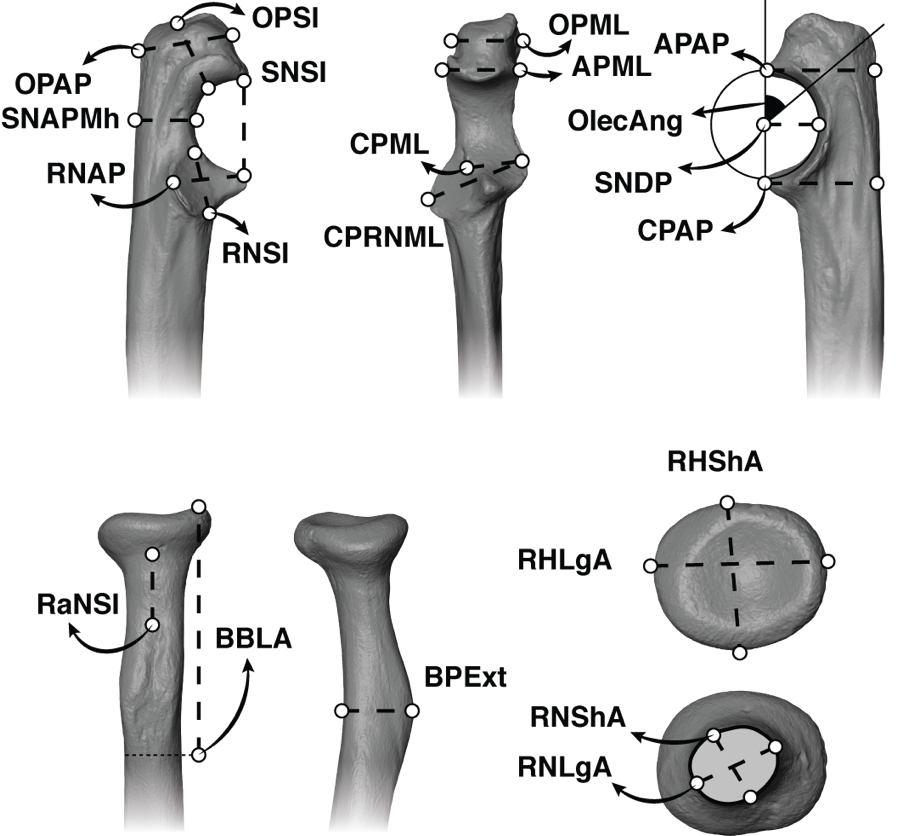 OPSI
OPAP
SNSI
SNAPMh
RNAP
RNSI
OPML
APML
CPML
CPRNML
APAP
OlecAng
SNDP
CPAP
RaNSI
BBLA
BPExt
RHShA
RHLgA
RNShA
RNLgA